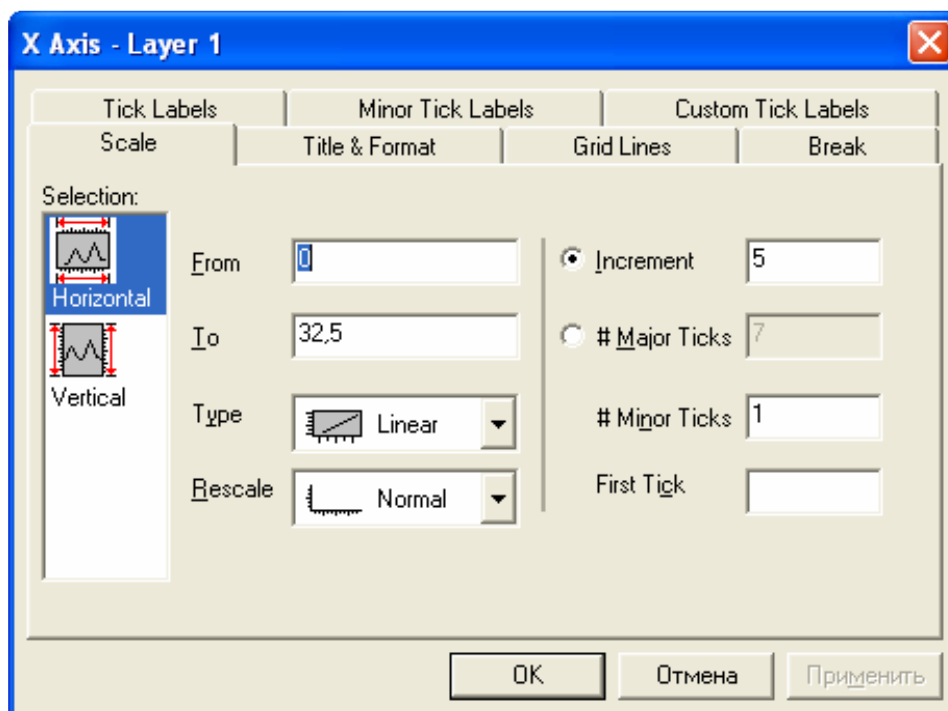 X Axis - Layer 1
Tick Labels Minor Tick Labels Custom Tick Labels
Scale Title & Format Grid Lines Break
Selection:
Horizontal
Vertical
From 0
To 32,5
Type Linear
Rescale Normal
Increment 5
# Major Ticks 7
# Minor Ticks 1
First Tick
OK Отмена Применить